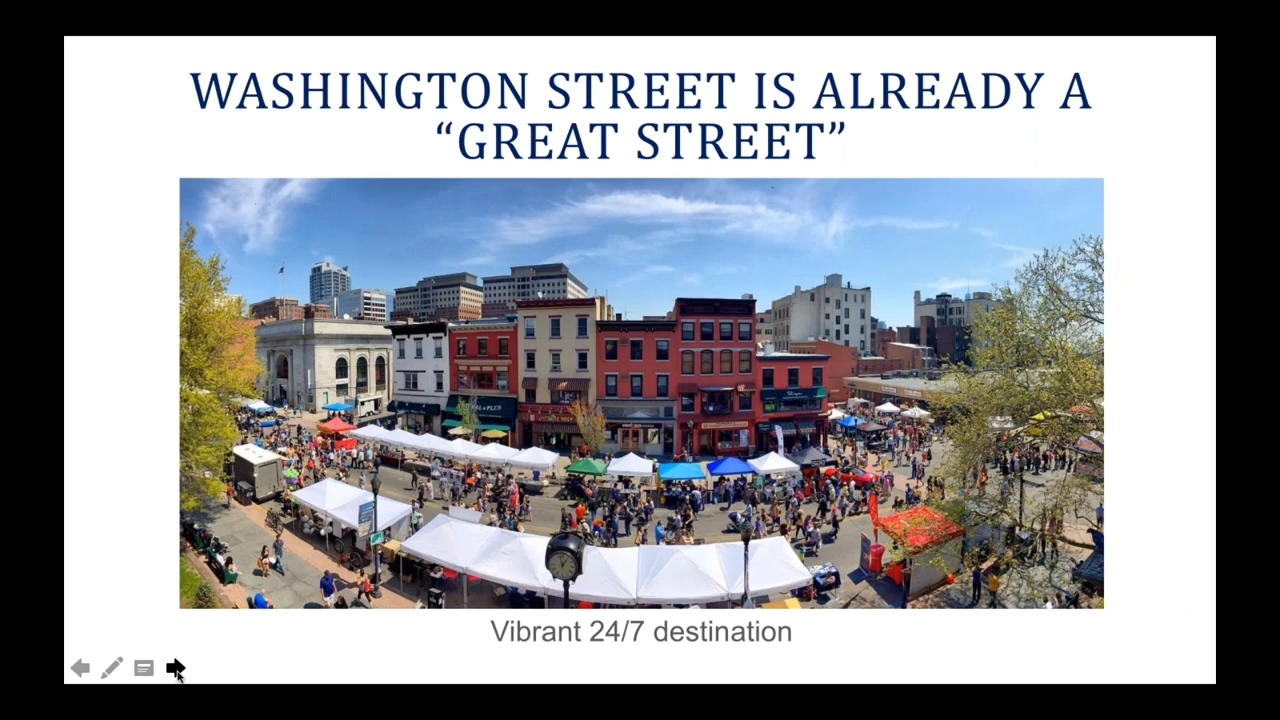 WASHINGTON STREET IS ALREADY A
“GREAT STREET”
Vibrant 24/7 destination